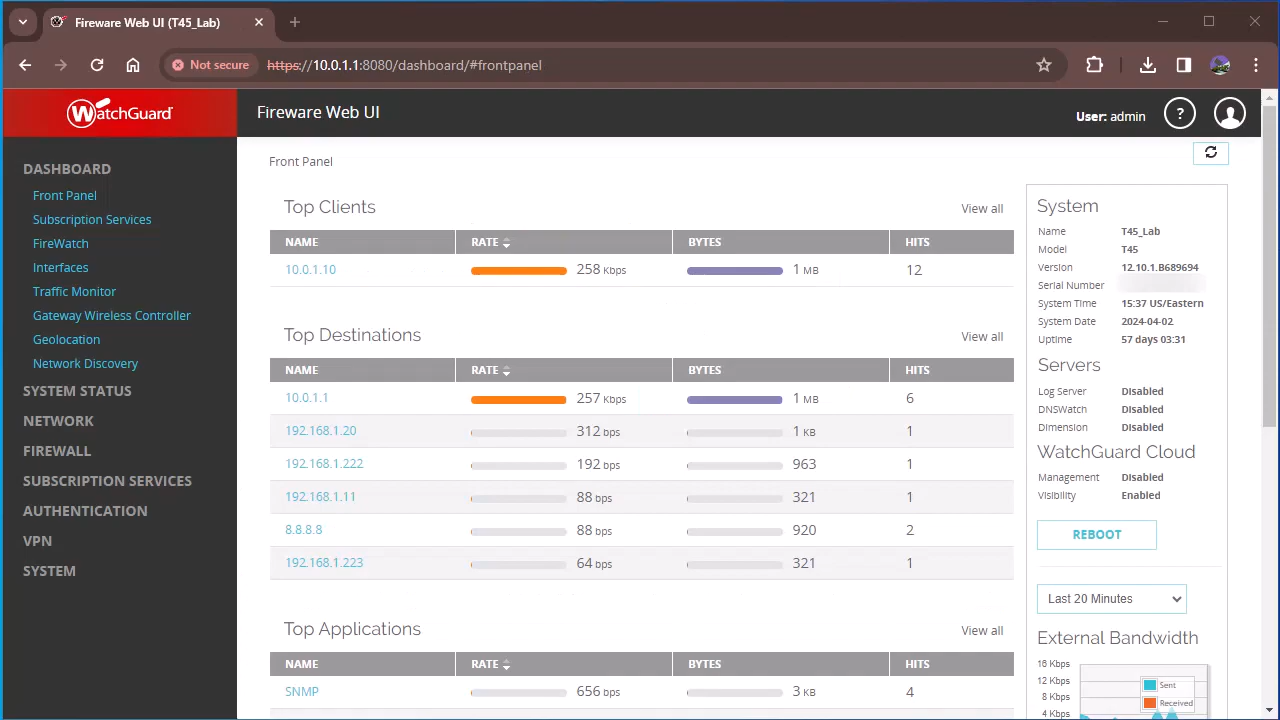 Fireware Web UI (T45_Lab)
Not secure
https://10.0.1.1:8080/dashboard/#frontpanel
WatchGuard
Fireware Web UI
User: admin
?
DASHBOARD
Front Panel
Subscription Services
FireWatch
Interfaces
Traffic Monitor
Gateway Wireless Controller
Geolocation
Network Discovery
SYSTEM STATUS
NETWORK
FIREWALL
SUBSCRIPTION SERVICES
AUTHENTICATION
VPN
SYSTEM
Front Panel
Top Clients
View all
NAME RATE BYTES HITS
10.0.1.10 258 Kbps 1 MB 12
Top Destinations
View all
NAME RATE BYTES HITS
10.0.1.1 257 Kbps 1 MB 6
192.168.1.20 312 bps 1 KB 1
192.168.1.222 192 bps 963 1
192.168.1.11 88 bps 321 1
8.8.8.8 88 bps 920 2
192.168.1.223 64 bps 321 1
Top Applications
View all
NAME RATE BYTES HITS
SNMP 656 bps 3 KB 4
System
Name T45_Lab
Model T45
Version 12.10.1.B689694
Serial Number
System Time 15:37 US/Eastern
System Date 2024-04-02
Uptime 57 days 03:31
Servers
Log Server Disabled
DNSWatch Disabled
Dimension Disabled
WatchGuard Cloud
Management Disabled
Visibility Enabled
REBOOT
Last 20 Minutes
External Bandwidth
16 Kbps
12 Kbps
8 Kbps
4 Kbps
Sent
Received